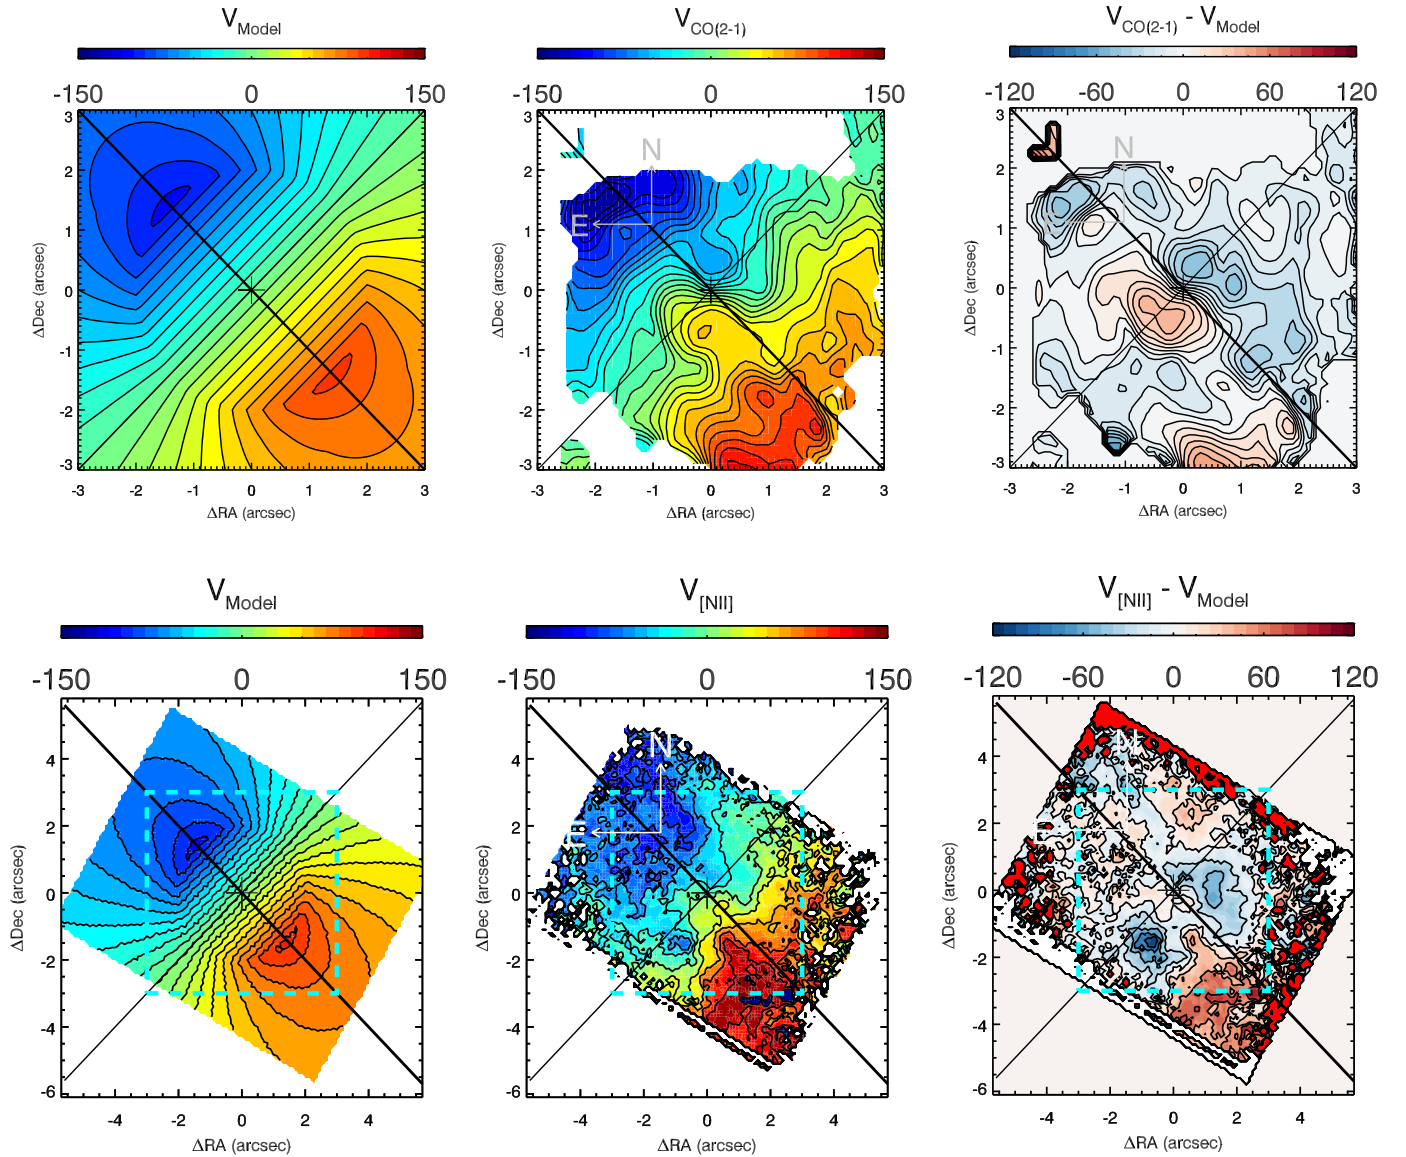 V_Model
V_CO(2-1)
V_CO(2-1) - V_Model
-150 0 150
-150 0 150
-120 -60 0 60 120
3 2 1 0 -1 -2 -3
ΔDec (arcsec)
-3 -2 -1 0 1 2 3
ΔRA (arcsec)
3 2 1 0 -1 -2 -3
ΔDec (arcsec)
N
E
-3 -2 -1 0 1 2 3
ΔRA (arcsec)
3 2 1 0 -1 -2 -3
ΔDec (arcsec)
N
E
-3 -2 -1 0 1 2 3
ΔRA (arcsec)
V_Model
V_[NII]
V_[NII] - V_Model
-150 0 150
-150 0 150
-120 -60 0 60 120
4 2 0 -2 -4 -6
ΔDec (arcsec)
-4 -2 0 2 4
ΔRA (arcsec)
4 2 0 -2 -4 -6
ΔDec (arcsec)
N
E
-4 -2 0 2 4
ΔRA (arcsec)
4 2 0 -2 -4 -6
ΔDec (arcsec)
N
E
-4 -2 0 2 4
ΔRA (arcsec)